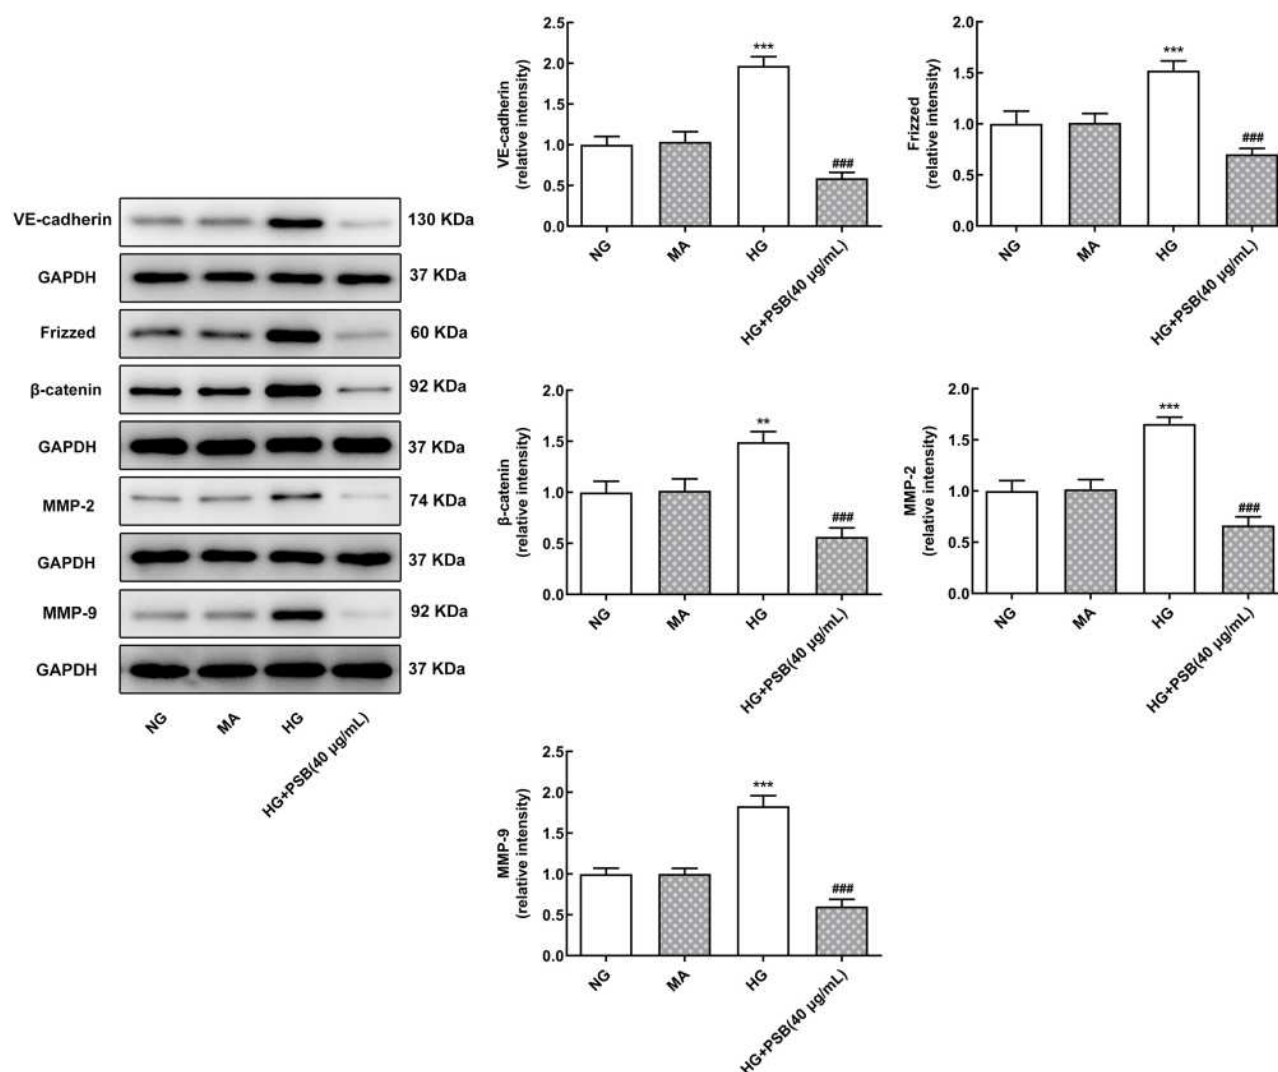 VE-cadherin 130 KDa
GAPDH 37 KDa
Frizzed 60 KDa
β-catenin 92 KDa
GAPDH 37 KDa
MMP-2 74 KDa
GAPDH 37 KDa
MMP-9 92 KDa
GAPDH 37 KDa
NG MA HG HG+PSB(40 μg/mL)
VE-cadherin
(relative intensity)
2.5
2.0
1.5
1.0
0.5
0.0
***
###
NG MA HG HG+PSB(40 μg/mL)
Frizzed
(relative intensity)
2.0
1.5
1.0
0.5
0.0
***
###
NG MA HG HG+PSB(40 μg/mL)
β-catenin
(relative intensity)
2.0
1.5
1.0
0.5
0.0
**
###
NG MA HG HG+PSB(40 μg/mL)
MMP-2
(relative intensity)
2.0
1.5
1.0
0.5
0.0
***
###
NG MA HG HG+PSB(40 μg/mL)
MMP-9
(relative intensity)
2.5
2.0
1.5
1.0
0.5
0.0
***
###
NG MA HG HG+PSB(40 μg/mL)